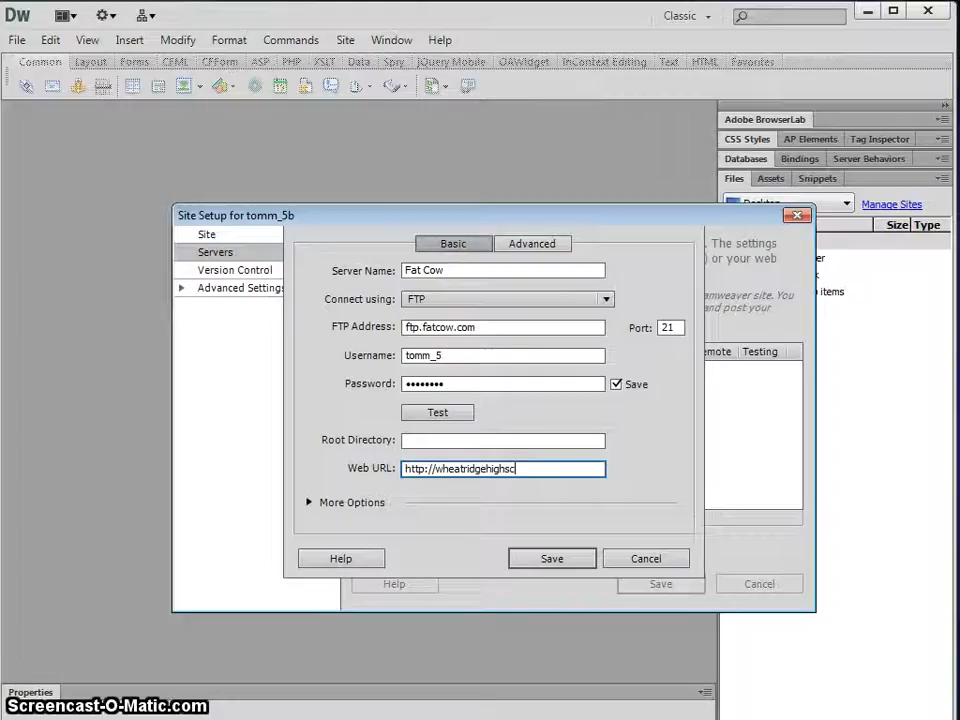 Dw Classic
File Edit View Insert Modify Format Commands Site Window Help
Common Layout Forms CFML CFForm ASP PHP XSLT Data Spry jQuery Mobile OAWidget InContext Editing Text HTML Favorites
Adobe BrowserLab
CSS Styles AP Elements Tag Inspector
Databases Bindings Server Behaviors
Files Assets Snippets
Desktop Manage Sites
Size Type
Site Setup for tomm_5b
Site
Servers
Version Control
Advanced Settings
Basic Advanced
Server Name: Fat Cow
Connect using: FTP
FTP Address: ftp.fatcow.com Port: 21
Username: tomm_5
Password: •••••••• Save
Test
Root Directory:
Web URL: http://wheatridgehighsc
More Options
Help Save Cancel
. The settings
) or your web
amweaver site. You
and post your
emote Testing
Help Save Cancel
Properties
Screencast-O-Matic.com